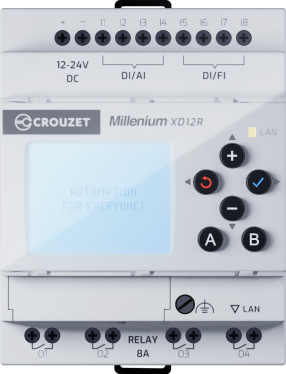 + − I1 I2 I3 I4 I5 I6 I7 I8
12-24V
DC
DI/AI
DI/FI
CROUZET
Millenium XD12R
LAN
AUTOMATION
FOR EVERYONE!
+
−
A B
LAN
O1 O2 RELAY O3 O4
8A